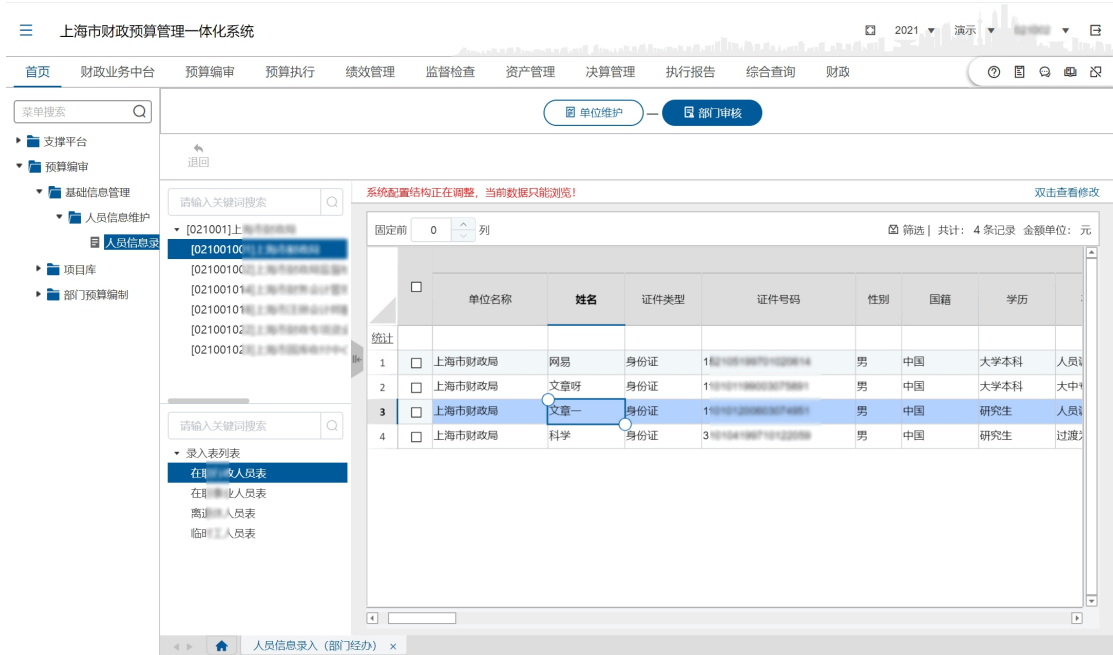 上海市财政预算管理一体化系统
2021 演示
首页 财政业务中台 预算编审 预算执行 绩效管理 监督检查 资产管理 决算管理 执行报告 综合查询 财政
菜单搜索
支撑平台
预算编审
基础信息管理
人员信息维护
人员信息录
项目库
部门预算编制
单位维护 — 部门审核
退回
请输入关键词搜索
[021001]上
[02100100
[02100100
[02100101
[02100101
[02100102
[02100102
请输入关键词搜索
录入表列表
在职 人员表
在职 人员表
离 人员表
临时工人员表
系统配置结构正在调整，当前数据只能浏览！ 双击查看修改
固定前 0 列 筛选 | 共计： 4 条记录 金额单位： 元
单位名称 姓名 证件类型 证件号码 性别 国籍 学历
统计
1 上海市财政局 网易 身份证 1 男 中国 大学本科 人员
2 上海市财政局 文章呀 身份证 1 男 中国 大学本科 大中
3 上海市财政局 文章一 身份证 1 男 中国 研究生 人员
4 上海市财政局 科学 身份证 3 男 中国 研究生 过渡
人员信息录入（部门经办） ×